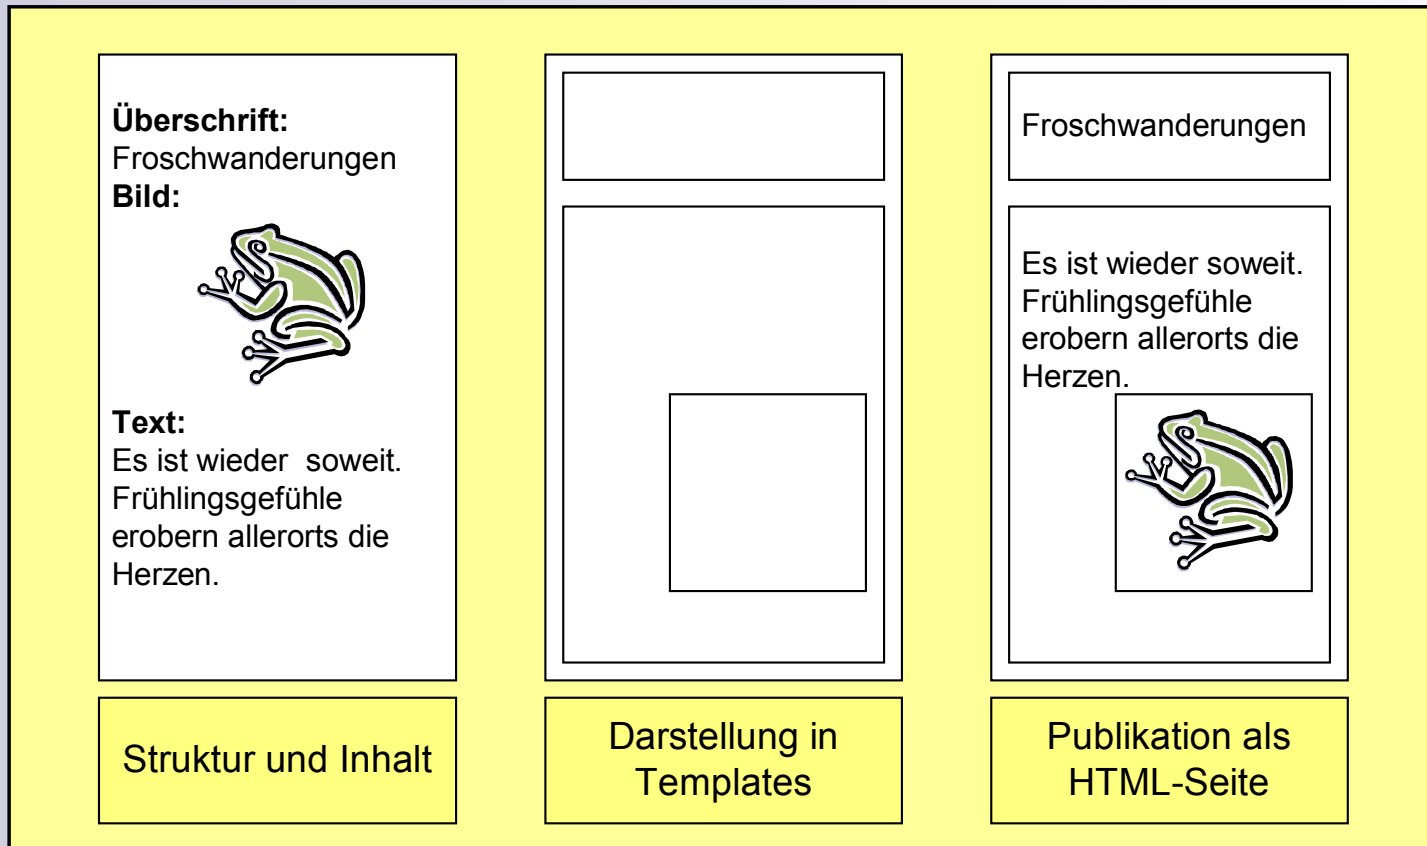 Überschrift:
Froschwanderungen
Bild:
Text:
Es ist wieder  soweit.
Frühlingsgefühle
erobern allerorts die
Herzen.
Struktur und Inhalt
Darstellung in
Templates
Froschwanderungen
Es ist wieder soweit.
Frühlingsgefühle
erobern allerorts die
Herzen.
Publikation als
HTML-Seite